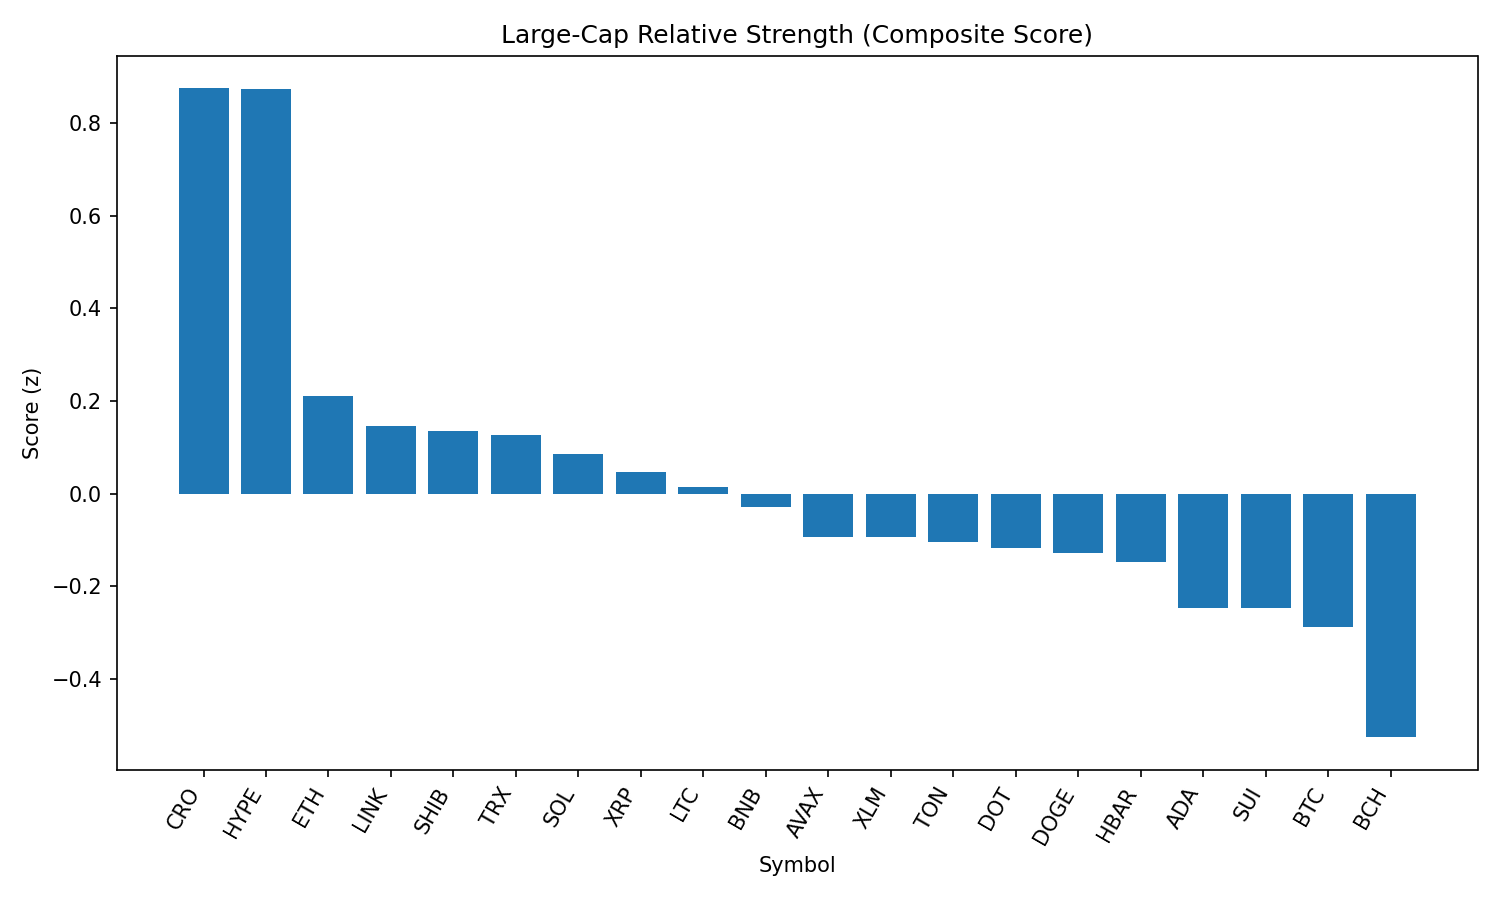 Large-Cap Relative Strength (Composite Score)
Score (z)
0.8
0.6
0.4
0.2
0.0
−0.2
−0.4
CRO
HYPE
ETH
LINK
SHIB
TRX
SOL
XRP
LTC
BNB
AVAX
XLM
TON
DOT
DOGE
HBAR
ADA
SUI
BTC
BCH
Symbol